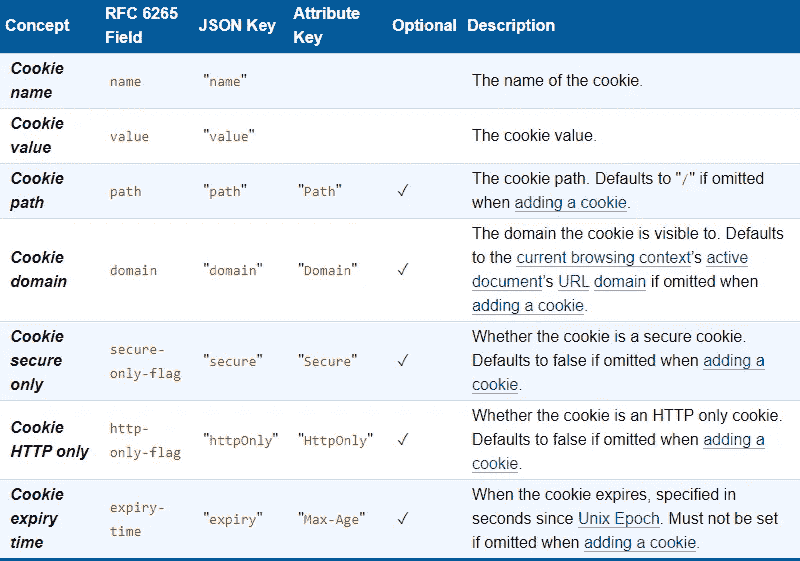 Concept RFC 6265 Field JSON Key Attribute Key Optional Description
Cookie name name "name" The name of the cookie.
Cookie value value "value" The cookie value.
Cookie path path "path" "Path" ✓ The cookie path. Defaults to "/" if omitted
when adding a cookie.
Cookie domain domain "domain" "Domain" ✓ The domain the cookie is visible to. Defaults
to the current browsing context's active
document's URL domain if omitted when
adding a cookie.
Cookie secure only secure-only-flag "secure" "Secure" ✓ Whether the cookie is a secure cookie.
Defaults to false if omitted when adding a
cookie.
Cookie HTTP only http-only-flag "httpOnly" "HttpOnly" ✓ Whether the cookie is an HTTP only cookie.
Defaults to false if omitted when adding a
cookie.
Cookie expiry time expiry-time "expiry" "Max-Age" ✓ When the cookie expires, specified in
seconds since Unix Epoch. Must not be set
if omitted when adding a cookie.